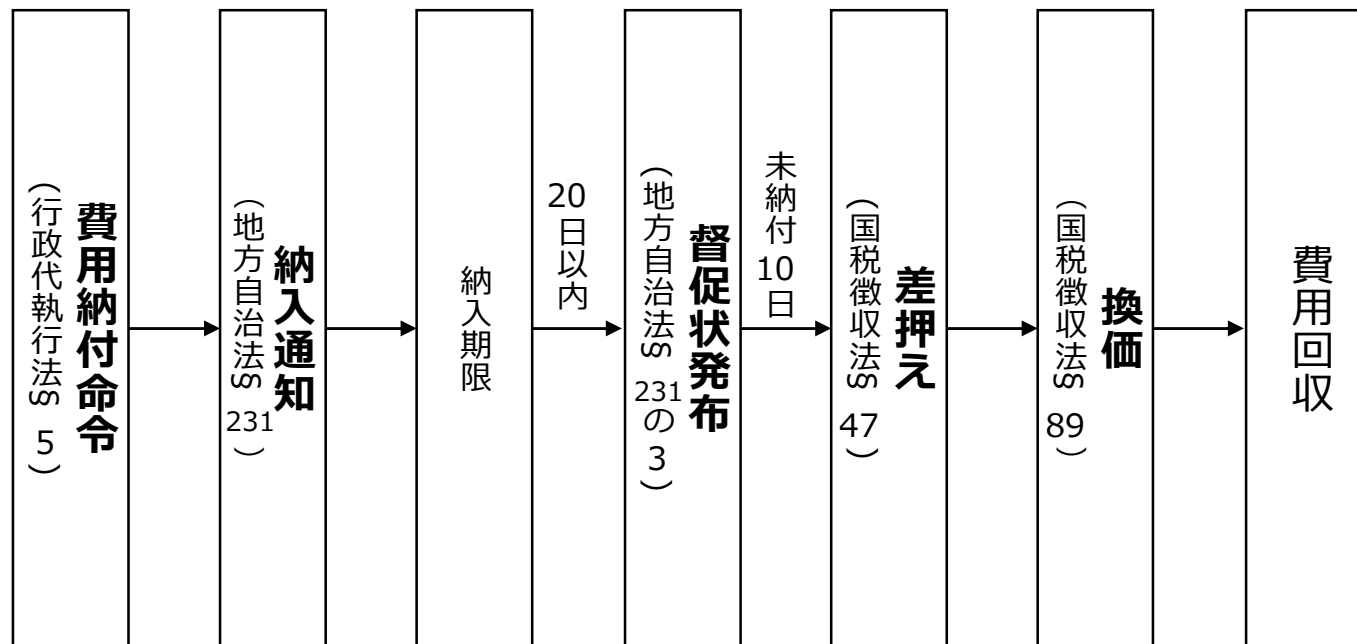 費用納付命令
（行政代執行法§5）
納入通知
（地方自治法§231）
納入期限
20日以内
督促状発布
（地方自治法§231の3）
未納付10日
差押え
（国税徴収法§47）
換価
（国税徴収法§89）
費用回収